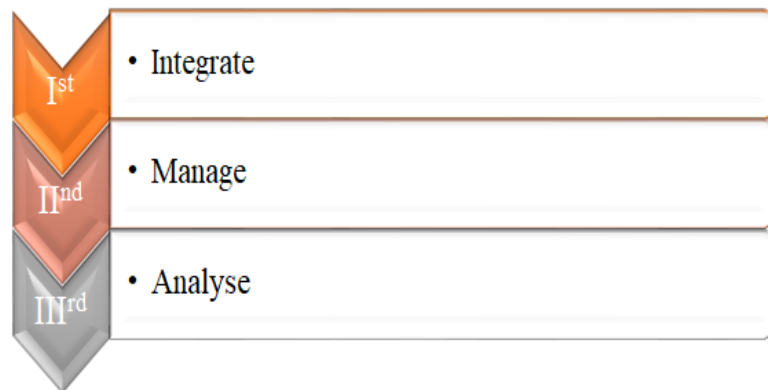 Ist
• Integrate
IInd
• Manage
IIIrd
• Analyse